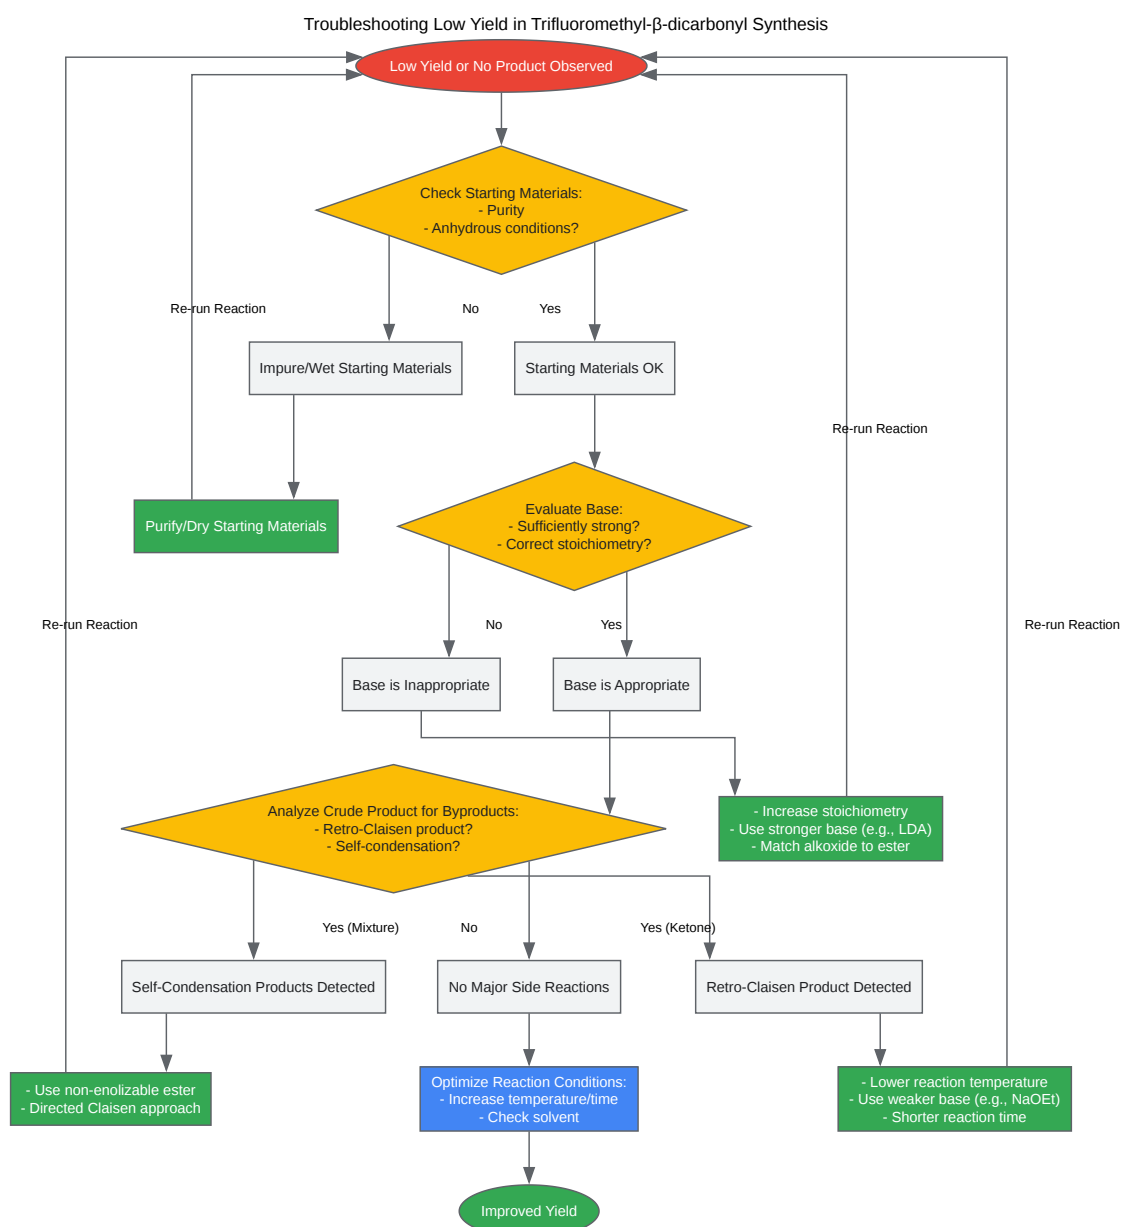 Troubleshooting Low Yield in Trifluoromethyl-β-dicarbonyl Synthesis
Low Yield or No Product Observed
Check Starting Materials:
- Purity
- Anhydrous conditions?
Re-run Reaction
No
Yes
Impure/Wet Starting Materials
Starting Materials OK
Re-run Reaction
Purify/Dry Starting Materials
Evaluate Base:
- Sufficiently strong?
- Correct stoichiometry?
Re-run Reaction
No
Yes
Re-run Reaction
Base is Inappropriate
Base is Appropriate
Analyze Crude Product for Byproducts:
- Retro-Claisen product?
- Self-condensation?
- Increase stoichiometry
- Use stronger base (e.g., LDA)
- Match alkoxide to ester
Yes (Mixture)
No
Yes (Ketone)
Self-Condensation Products Detected
No Major Side Reactions
Retro-Claisen Product Detected
- Use non-enolizable ester
- Directed Claisen approach
Optimize Reaction Conditions:
- Increase temperature/time
- Check solvent
- Lower reaction temperature
- Use weaker base (e.g., NaOEt)
- Shorter reaction time
Improved Yield